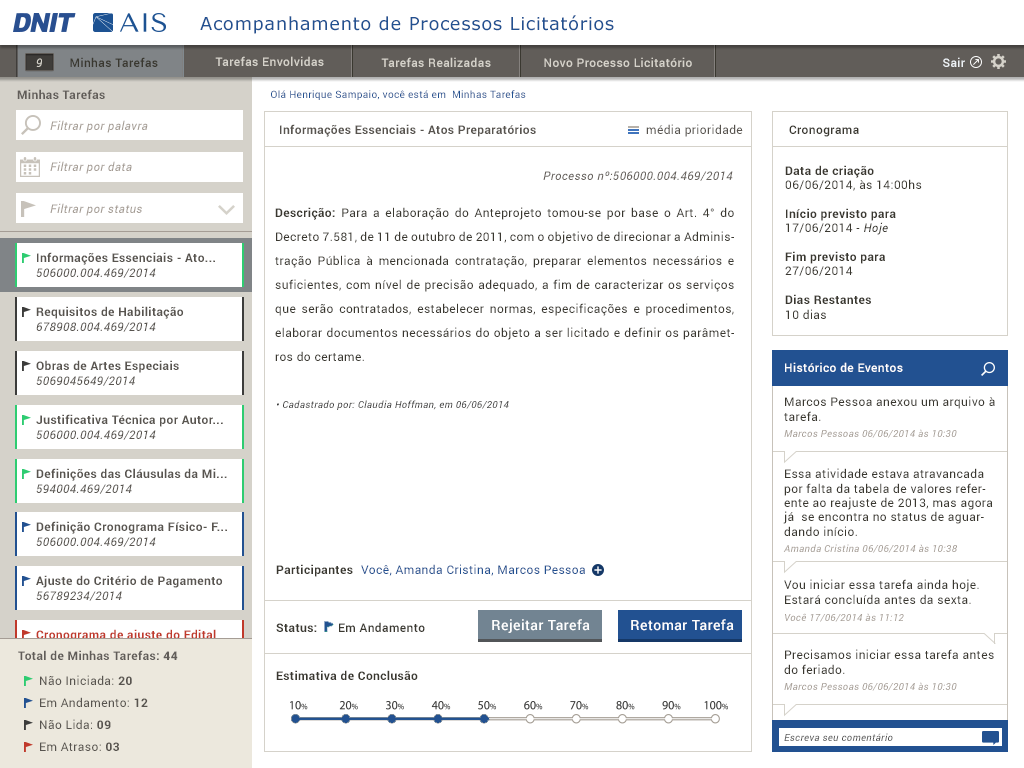 DNIT AIS Acompanhamento de Processos Licitatórios
9 Minhas Tarefas Tarefas Envolvidas Tarefas Realizadas Novo Processo Licitatório Sair
Minhas Tarefas
Filtrar por palavra
Filtrar por data
Filtrar por status
Informações Essenciais - Ato...
506000.004.469/2014
Requisitos de Habilitação
678908.004.469/2014
Obras de Artes Especiais
5069045649/2014
Justificativa Técnica por Autor...
506000.004.469/2014
Definições das Cláusulas da Mi...
594004.469/2014
Definição Cronograma Físico- F...
506000.004.469/2014
Ajuste do Critério de Pagamento
56789234/2014
Cronograma de ajuste do Edital
Total de Minhas Tarefas: 44
Não Iniciada: 20
Em Andamento: 12
Não Lida: 09
Em Atraso: 03
Olá Henrique Sampaio, você está em Minhas Tarefas
Informações Essenciais - Atos Preparatórios média prioridade
Processo nº:506000.004.469/2014
Descrição: Para a elaboração do Anteprojeto tomou-se por base o Art. 4° do
Decreto 7.581, de 11 de outubro de 2011, com o objetivo de direcionar a Adminis-
tração Pública à mencionada contratação, preparar elementos necessários e
suficientes, com nível de precisão adequado, a fim de caracterizar os serviços
que serão contratados, estabelecer normas, especificações e procedimentos,
elaborar documentos necessários do objeto a ser licitado e definir os parâmet-
ros do certame.
• Cadastrado por: Claudia Hoffman, em 06/06/2014
Participantes Você, Amanda Cristina, Marcos Pessoa
Status: Em Andamento Rejeitar Tarefa Retomar Tarefa
Estimativa de Conclusão
10% 20% 30% 40% 50% 60% 70% 80% 90% 100%
Cronograma
Data de criação
06/06/2014, às 14:00hs
Início previsto para
17/06/2014 - Hoje
Fim previsto para
27/06/2014
Dias Restantes
10 dias
Histórico de Eventos
Marcos Pessoa anexou um arquivo à
tarefa.
Marcos Pessoas 06/06/2014 às 10:30
Essa atividade estava atravancada
por falta da tabela de valores refer-
ente ao reajuste de 2013, mas agora
já se encontra no status de aguar-
dando início.
Amanda Cristina 06/06/2014 às 10:38
Vou iniciar essa tarefa ainda hoje.
Estará concluída antes da sexta.
Você 17/06/2014 às 11:12
Precisamos iniciar essa tarefa antes
do feriado.
Marcos Pessoas 06/06/2014 às 10:30
Escreva seu comentário